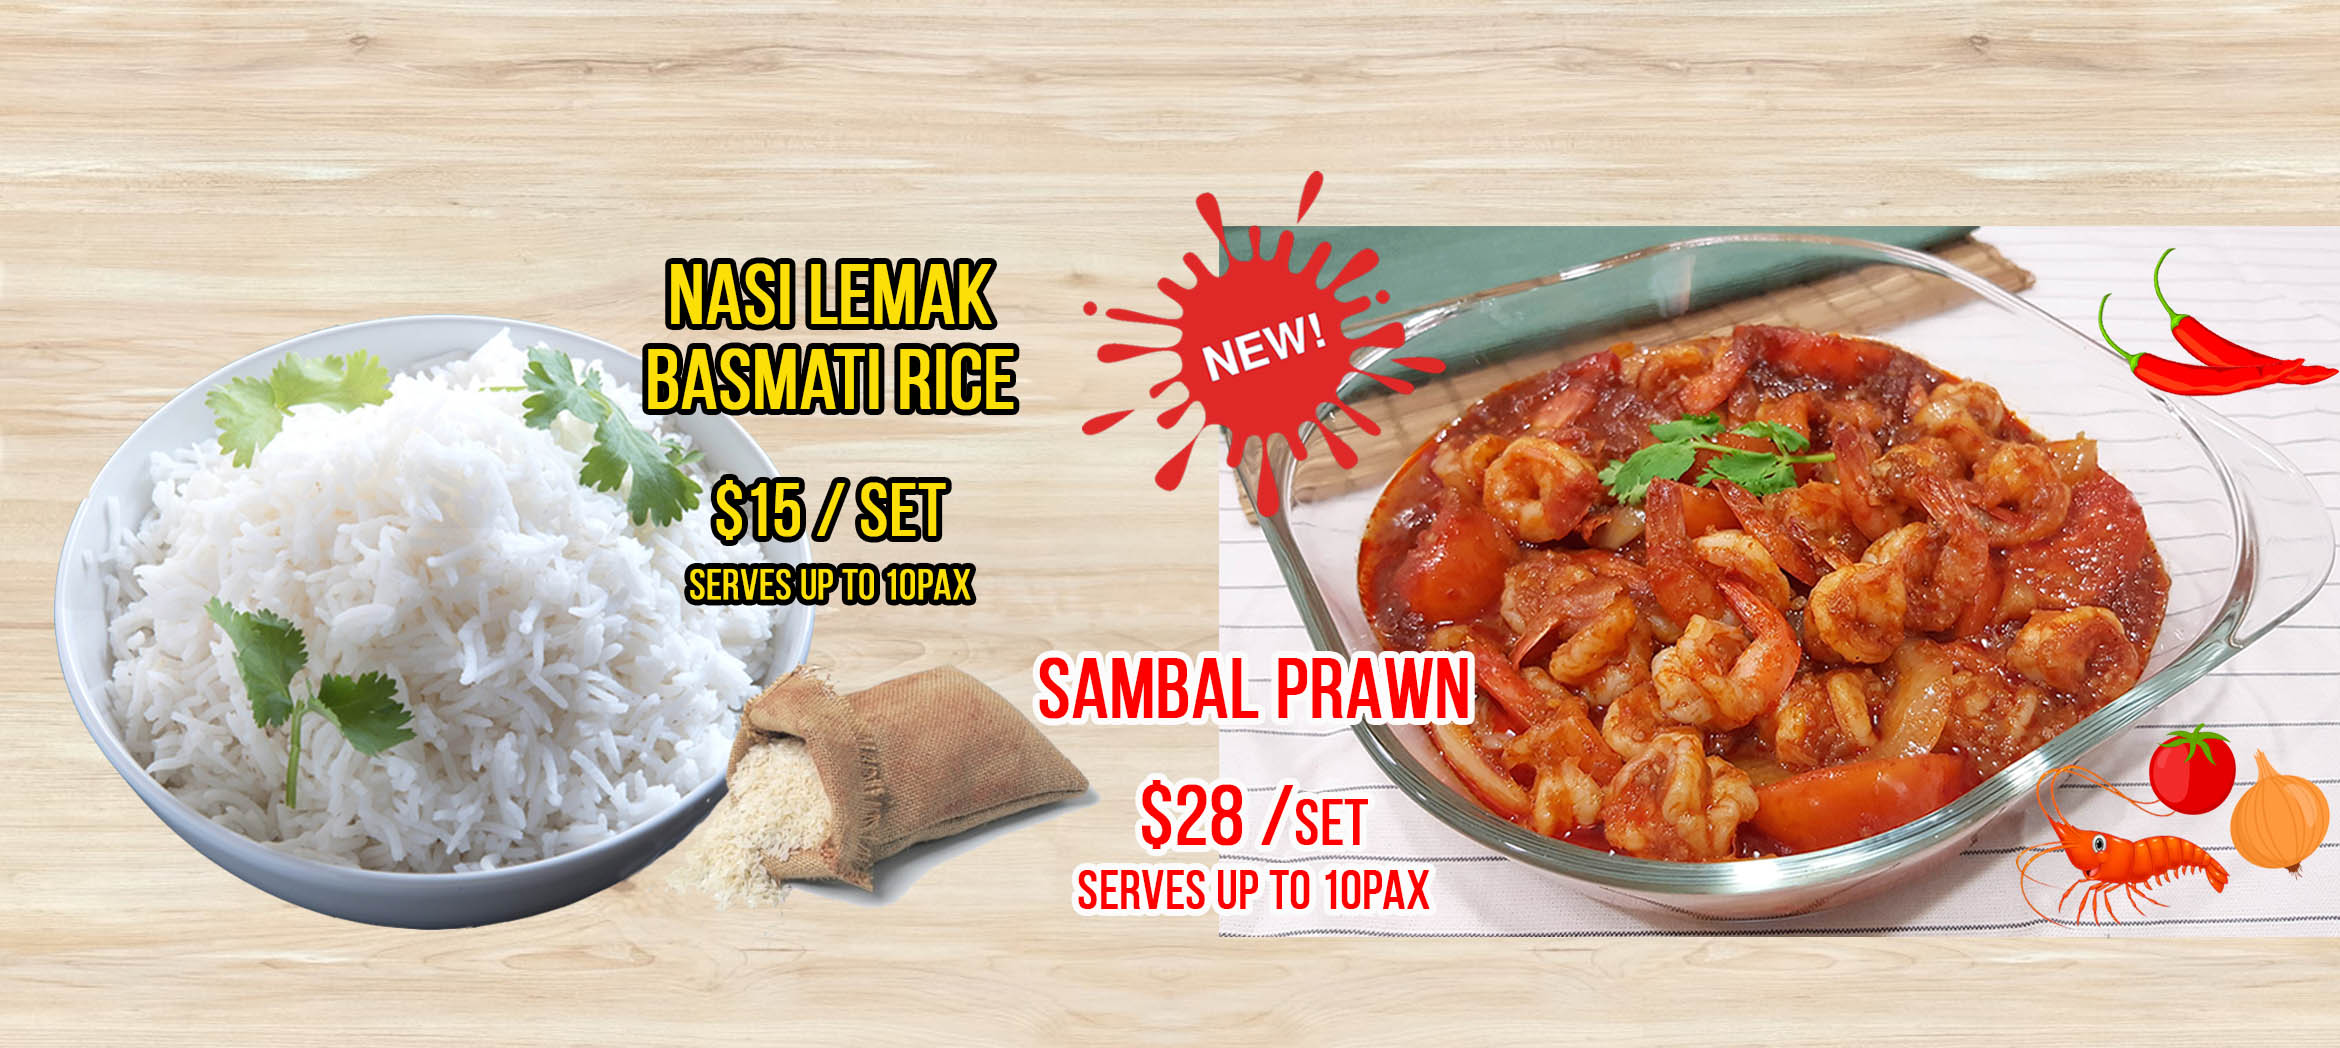 NASI LEMAK
BASMATI RICE
$15 / SET
SERVES UP TO 10PAX
NEW!
SAMBAL PRAWN
$28 /SET
SERVES UP TO 10PAX